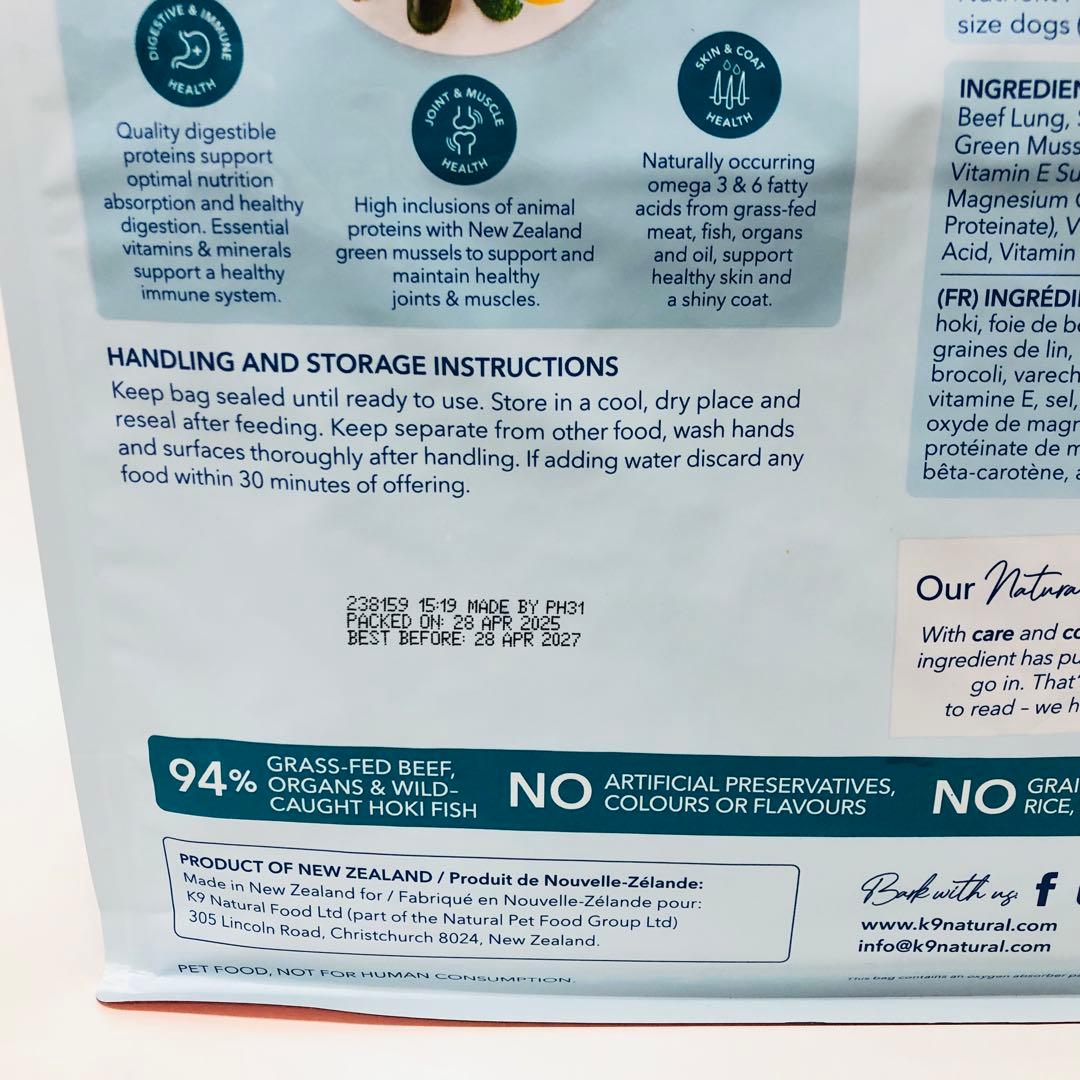 DIGESTIVE & IMMUNE
HEALTH
Quality digestible
proteins support
optimal nutrition
absorption and healthy
digestion. Essential
vitamins & minerals
support a healthy
immune system.
JOINT & MUSCLE
HEALTH
High inclusions of animal
proteins with New Zealand
green mussels to support and
maintain healthy
joints & muscles.
SKIN & COAT
HEALTH
Naturally occurring
omega 3 & 6 fatty
acids from grass-fed
meat, fish, organs
and oil, support
healthy skin and
a shiny coat.
HANDLING AND STORAGE INSTRUCTIONS
Keep bag sealed until ready to use. Store in a cool, dry place and
reseal after feeding. Keep separate from other food, wash hands
and surfaces thoroughly after handling. If adding water discard any
food within 30 minutes of offering.
238159 15:19 MADE BY PH31
PACKED ON: 28 APR 2025
BEST BEFORE: 28 APR 2027
size dogs (
Beef Lung,
Green
Vitamin E
Magnesium
Proteinate),
Acid, Vitamin
(FR)
hoki, foie de
graines de lin,
brocoli,
vitamine E, sel,
oxyde de
protéinate de
bêta-carotène,
Our
With care and
ingredient has
go in.
to read – we
94% GRASS-FED BEEF,
ORGANS & WILD-
CAUGHT HOKI FISH
NO ARTIFICIAL PRESERVATIVES,
COLOURS OR FLAVOURS
NO
RICE,
PRODUCT OF NEW ZEALAND / Produit de Nouvelle-Zélande:
Made in New Zealand for / Fabriqué en Nouvelle-Zélande pour:
K9 Natural Food Ltd (part of the Natural Pet Food Group Ltd)
305 Lincoln Road, Christchurch 8024, New Zealand.
Bark with us:
www.k9natural.com
info@k9natural.com
PET FOOD, NOT FOR HUMAN CONSUMPTION.
This bag contains an oxygen absorber